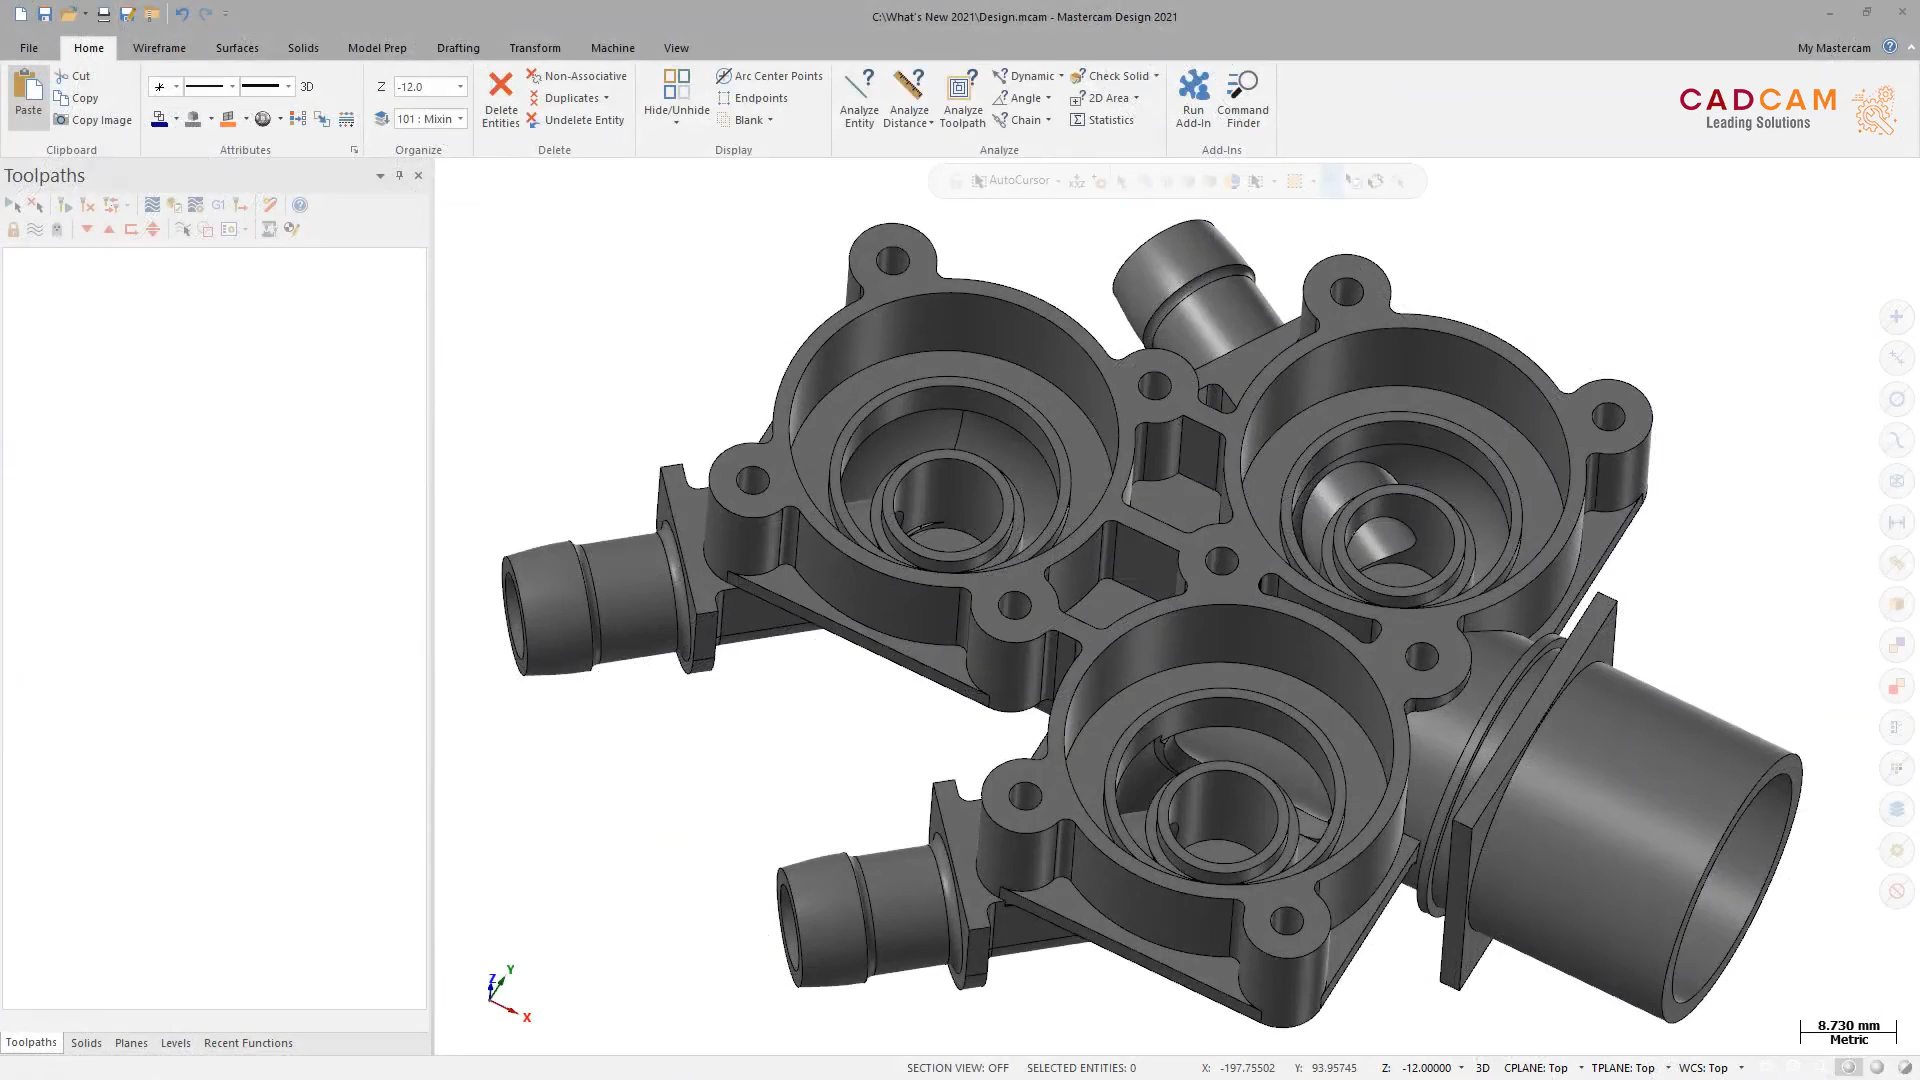 C:\What's New 2021\Design.mcam - Mastercam Design 2021
File Home Wireframe Surfaces Solids Model Prep Drafting Transform Machine View My Mastercam
Paste
Cut
Copy
Copy Image
Clipboard
3D
Attributes
Z -12.0
101 : Mixin
Organize
Delete Entities
Non-Associative
Duplicates
Undelete Entity
Delete
Hide/Unhide
Arc Center Points
Endpoints
Blank
Display
Analyze Entity
Analyze Distance
Analyze Toolpath
Dynamic
Angle
Chain
Check Solid
2D Area
Statistics
Analyze
Run Add-In
Command Finder
Add-Ins
CADCAM
Leading Solutions
Toolpaths
G1
AutoCursor
Z Y X
8.730 mm
Metric
Toolpaths Solids Planes Levels Recent Functions
SECTION VIEW: OFF SELECTED ENTITIES: 0 X: -197.75502 Y: 93.95745 Z: -12.00000 3D CPLANE: Top TPLANE: Top WCS: Top